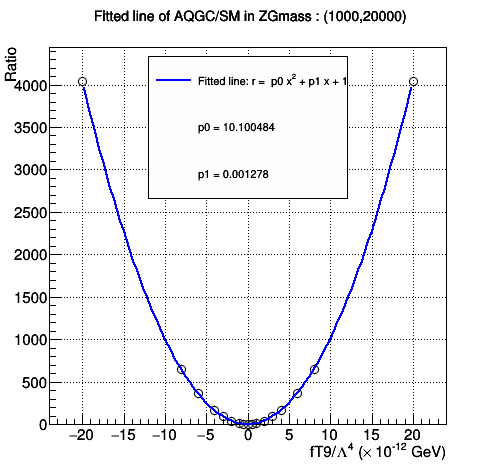 FItted line of AQGC/SM in ZGmass : (1000,20000)
Ratio
Fitted line: r = p0 x² + p1 x + 1
p0 = 10.100484
p1 = 0.001278
4000
3500
3000
2500
2000
1500
1000
500
0
−20 −15 −10 −5 0 5 10 15 20
fT9/Λ⁴ (× 10⁻¹² GeV)